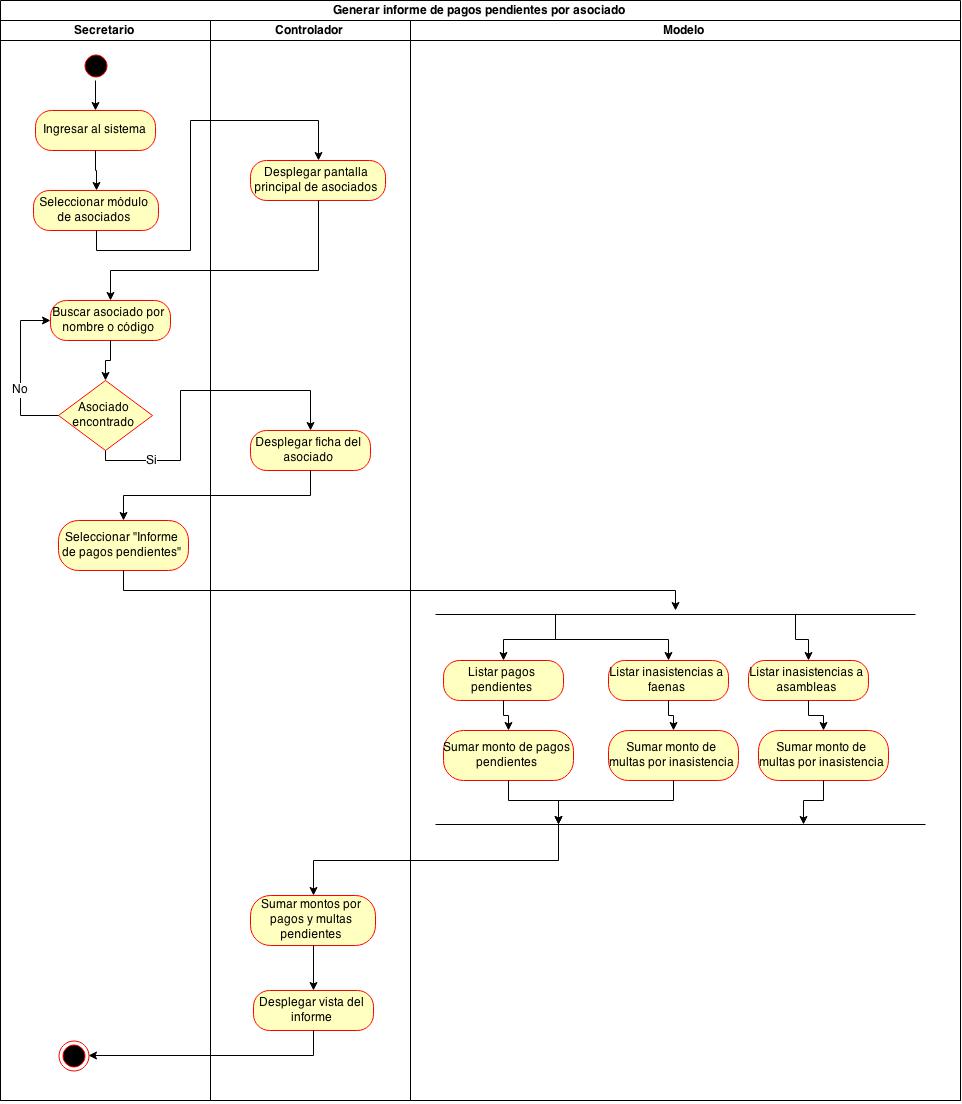 Generar informe de pagos pendientes por asociado
Secretario
Controlador
Modelo
Ingresar al sistema
Seleccionar módulo
de asociados
Desplegar pantalla
principal de asociados
Buscar asociado por
nombre o código
No
Asociado
encontrado
Si
Desplegar ficha del
asociado
Seleccionar "Informe
de pagos pendientes"
Listar pagos
pendientes
Listar inasistencias a
faenas
Listar inasistencias a
asambleas
Sumar monto de pagos
pendientes
Sumar monto de
multas por inasistencia
Sumar monto de
multas por inasistencia
Sumar montos por
pagos y multas
pendientes
Desplegar vista del
informe